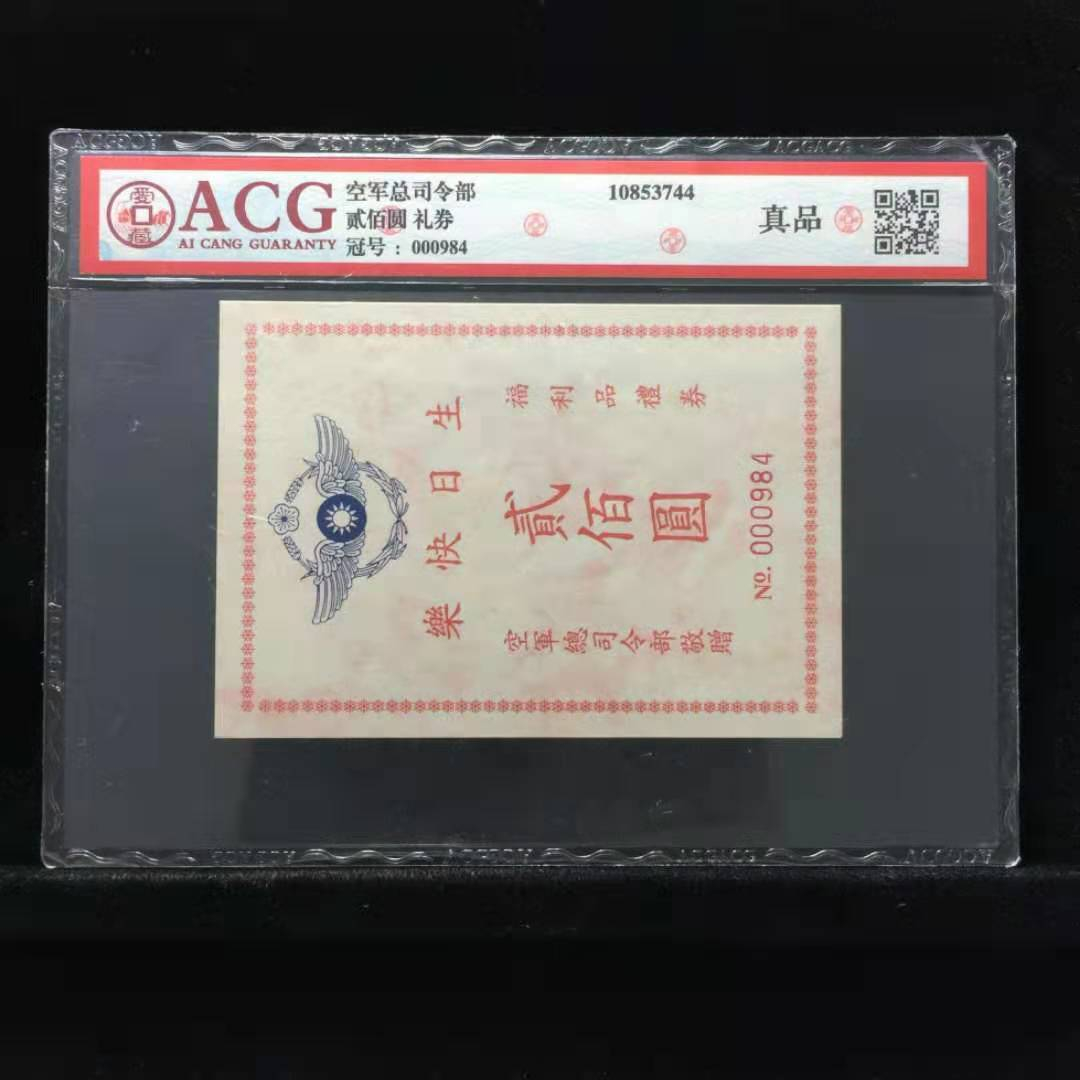 愛藏
ACG
AI CANG GUARANTY
空军总司令部
贰佰圆 礼券
冠号： 000984
10853744
真品
生日快樂
福利品禮券
貳佰圓
空軍總司令部敬贈
No. 000984